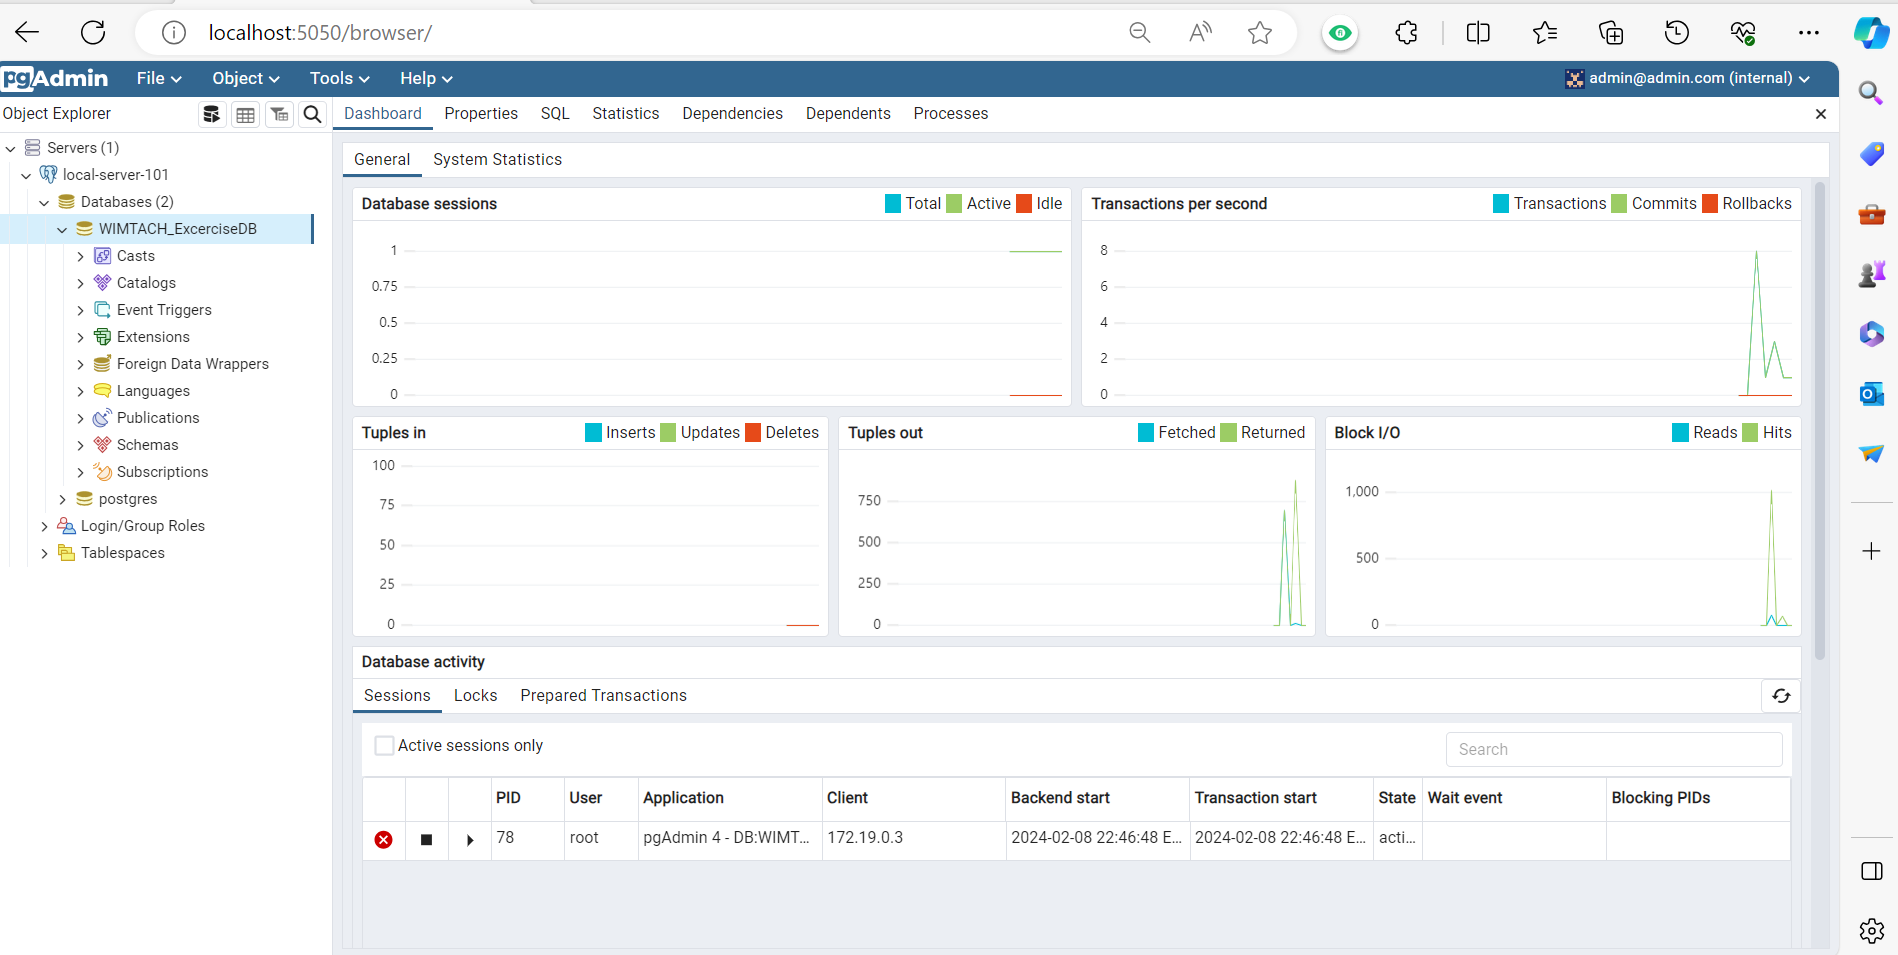 localhost:5050/browser/
pgAdmin File Object Tools Help admin@admin.com (internal)
Object Explorer
Dashboard Properties SQL Statistics Dependencies Dependents Processes
Servers (1)
local-server-101
Databases (2)
WIMTACH_ExcerciseDB
Casts
Catalogs
Event Triggers
Extensions
Foreign Data Wrappers
Languages
Publications
Schemas
Subscriptions
postgres
Login/Group Roles
Tablespaces
General System Statistics
Database sessions Total Active Idle
1
0.75
0.5
0.25
0
Transactions per second Transactions Commits Rollbacks
8
6
4
2
0
Tuples in Inserts Updates Deletes
100
75
50
25
0
Tuples out Fetched Returned
750
500
250
0
Block I/O Reads Hits
1,000
500
0
Database activity
Sessions Locks Prepared Transactions
Active sessions only Search
PID User Application Client Backend start Transaction start State Wait event Blocking PIDs
78 root pgAdmin 4 - DB:WIMT... 172.19.0.3 2024-02-08 22:46:48 E... 2024-02-08 22:46:48 E... acti...